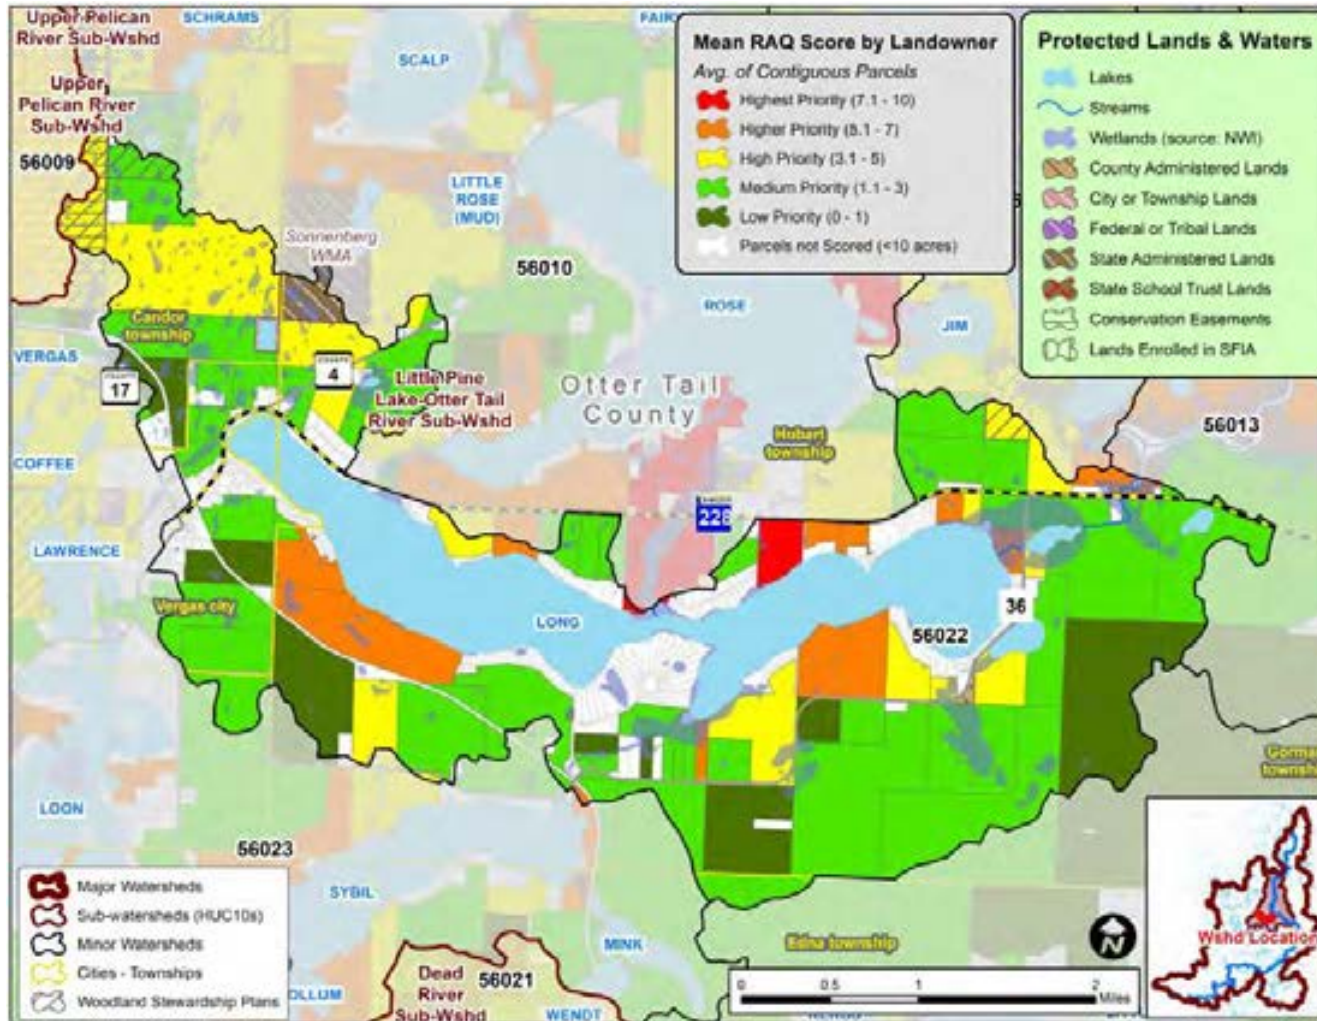 Upper Pelican
River Sub-Wshd
SCHRAMS
Upper
Pelican River
Sub-Wshd
56009
SCALP
LITTLE
ROSE
(MUD)
Sonnenberg
WMA
56010
ROSE
JIM
Mean RAQ Score by Landowner
Avg. of Contiguous Parcels
Highest Priority (7.1 - 10)
Higher Priority (5.1 - 7)
High Priority (3.1 - 5)
Medium Priority (1.1 - 3)
Low Priority (0 - 1)
Parcels not Scored (<10 acres)
Protected Lands & Waters
Lakes
Streams
Wetlands (source: NWI)
County Administered Lands
City or Township Lands
Federal or Tribal Lands
State Administered Lands
State School Trust Lands
Conservation Easements
Lands Enrolled in SFIA
Candor
township
VERGAS
17
4
Little Pine
Lake-Otter Tail
River Sub-Wshd
Otter Tail
County
Hobart
township
56013
COFFEE
228
LAWRENCE
Vergas city
LONG
36
56022
LOON
56023
SYBIL
MINK
Edna township
Dead
River
Sub-Wshd
56021
WENDT
Major Watersheds
Sub-watersheds (HUC10s)
Minor Watersheds
Cities - Townships
Woodland Stewardship Plans
N
0 0.5 1 2
Miles
Wshd Location